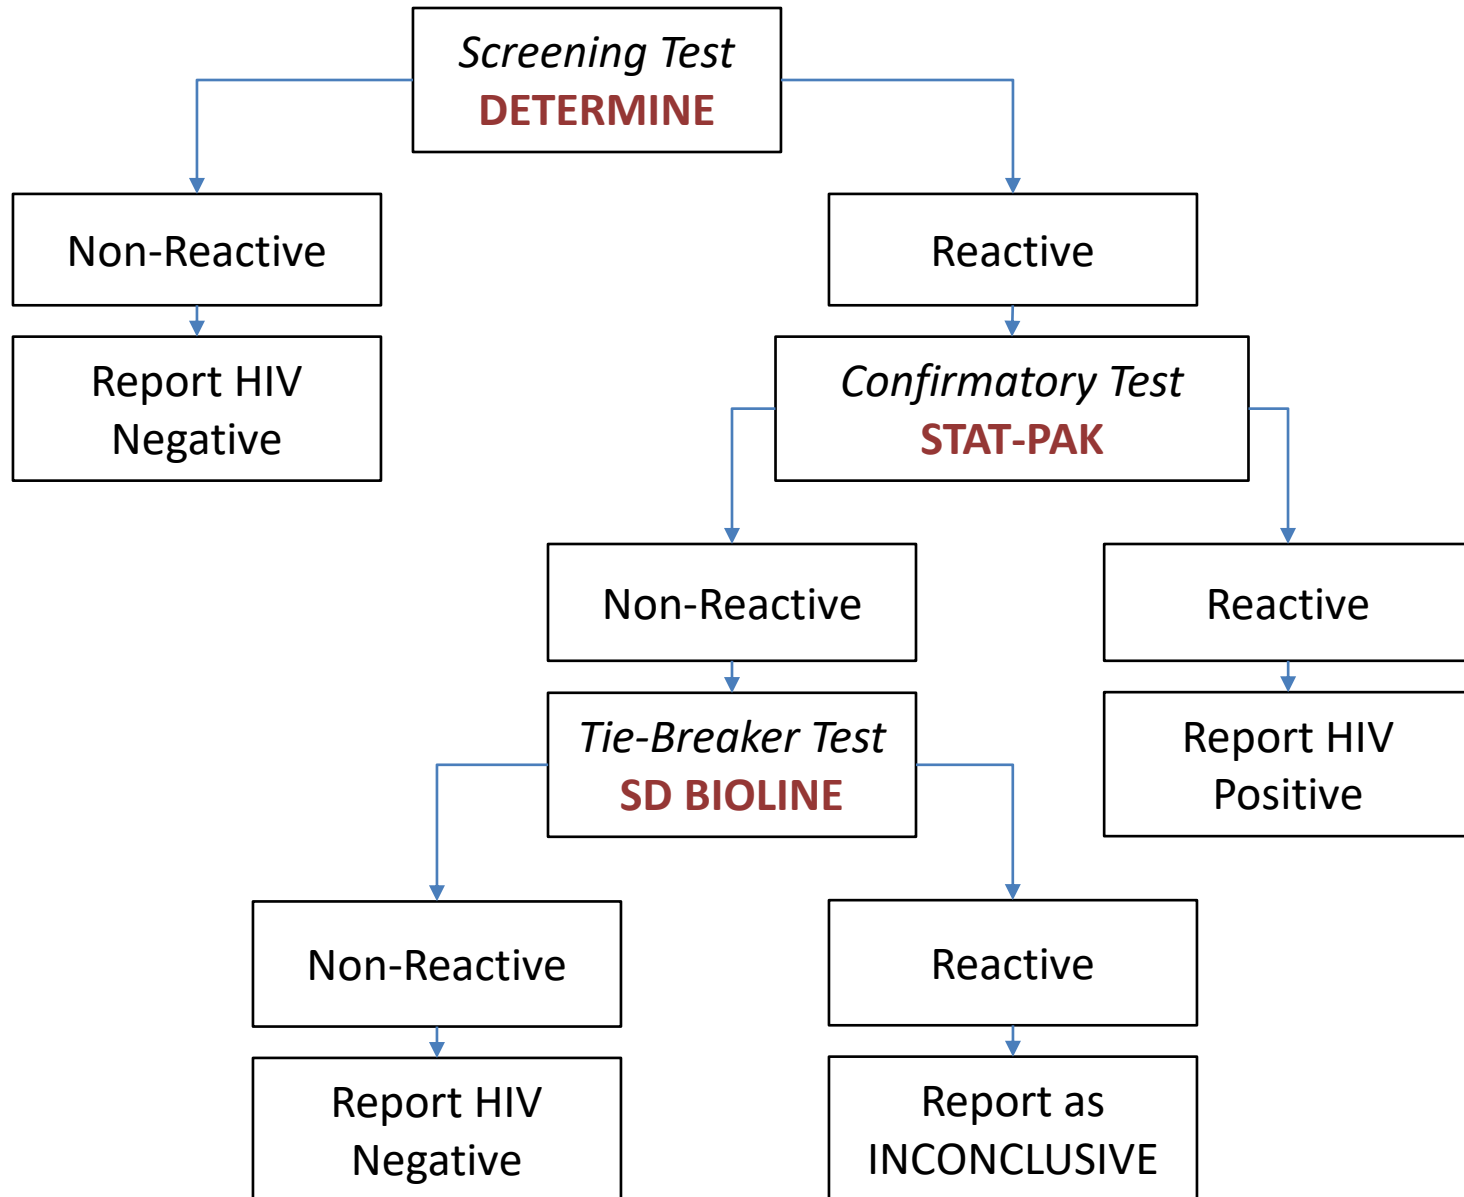 Screening Test
DETERMINE
Non-Reactive
Reactive
Report HIV
Negative
Confirmatory Test
STAT-PAK
Non-Reactive
Reactive
Tie-Breaker Test
SD BIOLINE
Report HIV
Positive
Non-Reactive
Reactive
Report HIV
Negative
Report as
INCONCLUSIVE